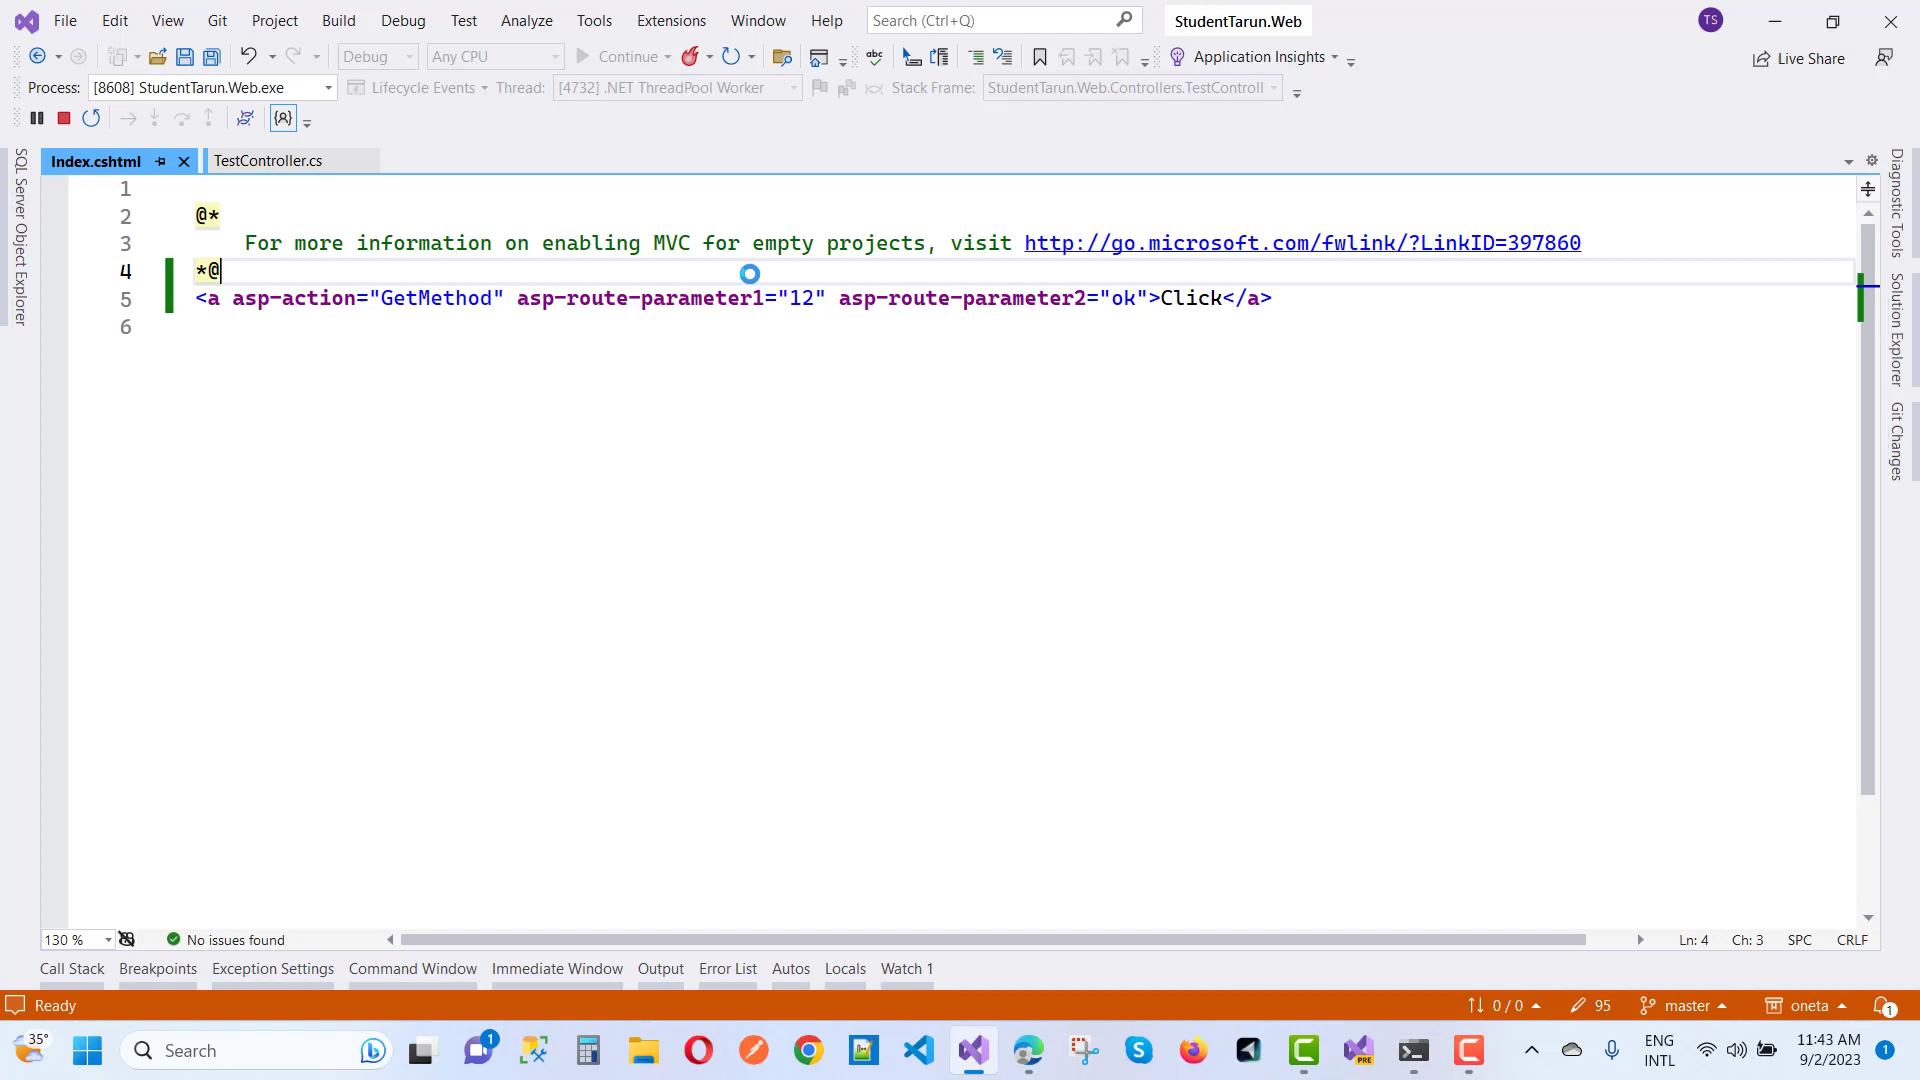 File Edit View Git Project Build Debug Test Analyze Tools Extensions Window Help Search (Ctrl+Q) StudentTarun.Web TS
Debug Any CPU Continue abc Application Insights Live Share
Process: [8608] StudentTarun.Web.exe Lifecycle Events Thread: [4732] .NET ThreadPool Worker Stack Frame: StudentTarun.Web.Controllers.TestControll
Index.cshtml TestController.cs
SQL Server Object Explorer
Diagnostic Tools
Solution Explorer
Git Changes
1
2 @*
3 For more information on enabling MVC for empty projects, visit http://go.microsoft.com/fwlink/?LinkID=397860
4 *@
5 <a asp-action="GetMethod" asp-route-parameter1="12" asp-route-parameter2="ok">Click</a>
6
130 % No issues found Ln: 4 Ch: 3 SPC CRLF
Call Stack Breakpoints Exception Settings Command Window Immediate Window Output Error List Autos Locals Watch 1
Ready 0 / 0 95 master oneta 1
35° Search 1 PRE ENG 11:43 AM
INTL 9/2/2023 1